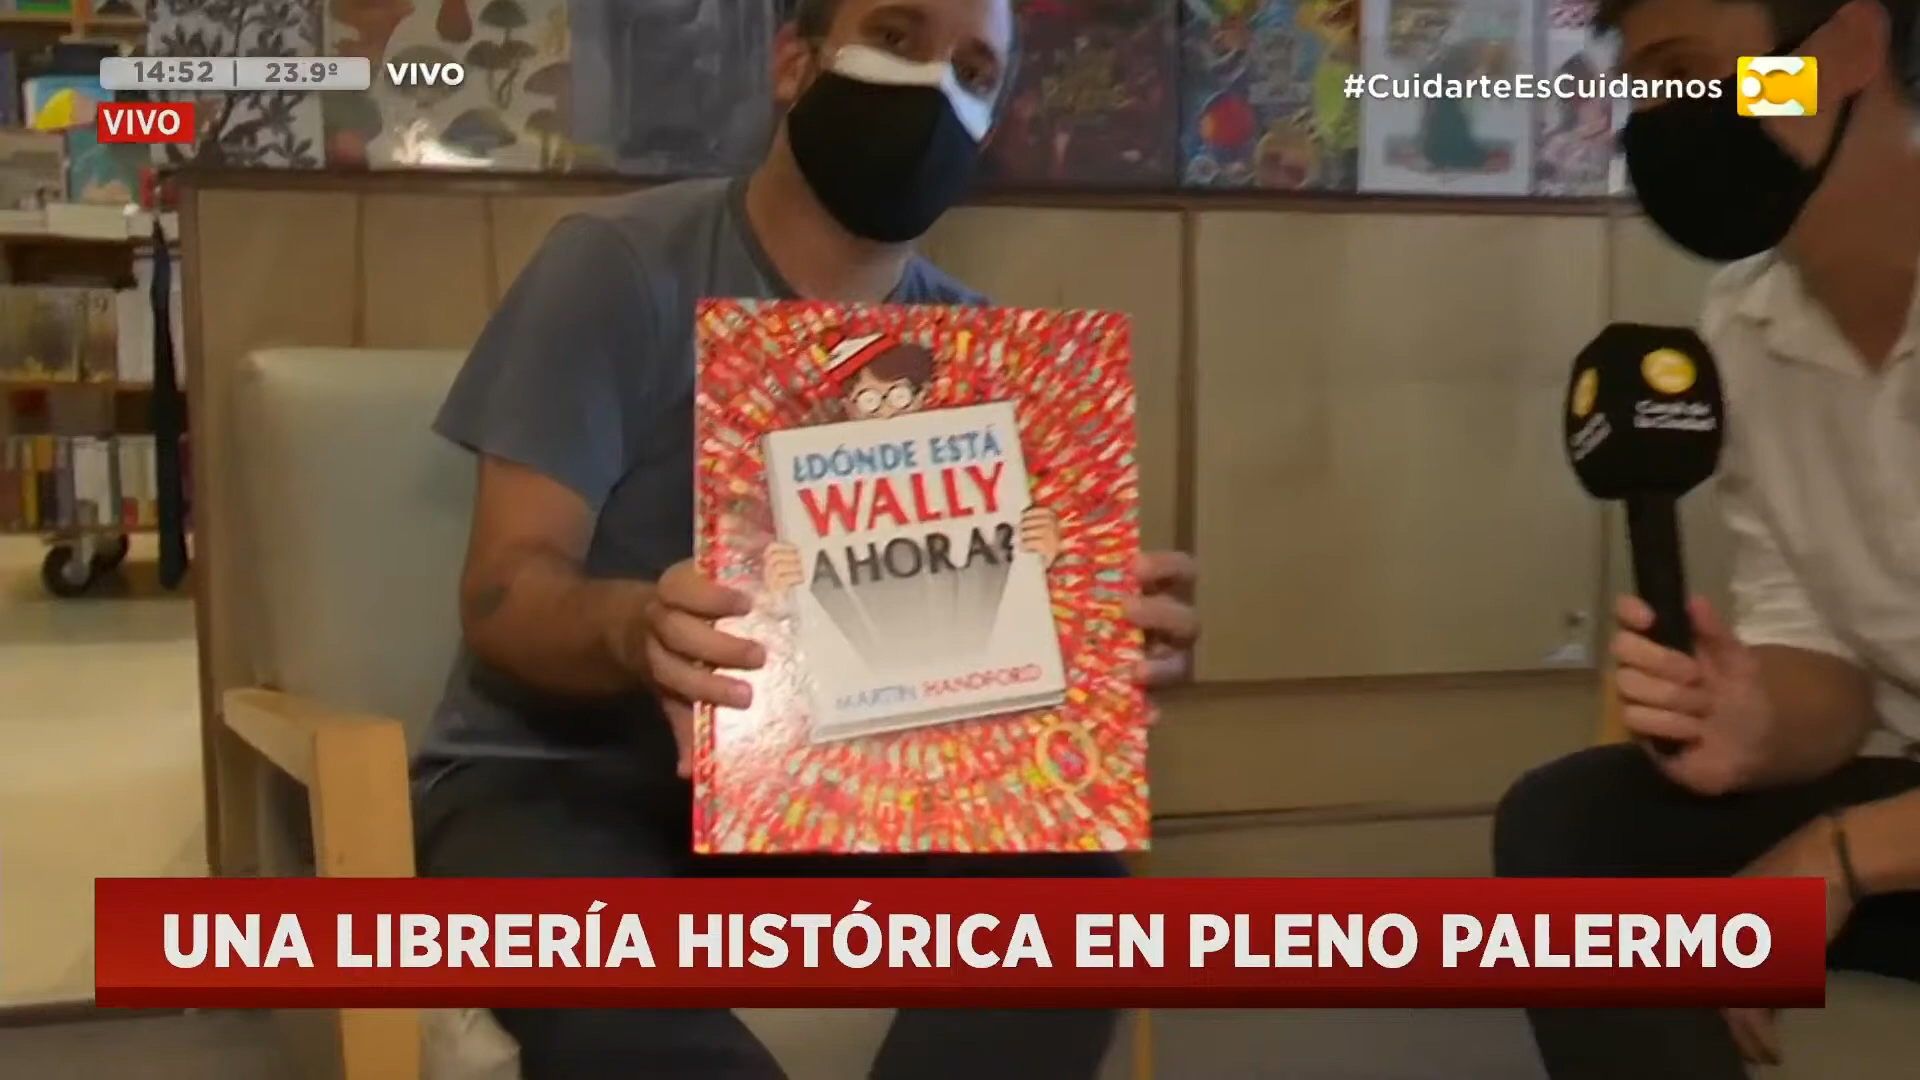 14:52 | 23.9º VIVO
VIVO
#CuidarteEsCuidarnos
¿DÓNDE ESTÁ
WALLY
AHORA?
MARTIN HANDFORD
UNA LIBRERÍA HISTÓRICA EN PLENO PALERMO